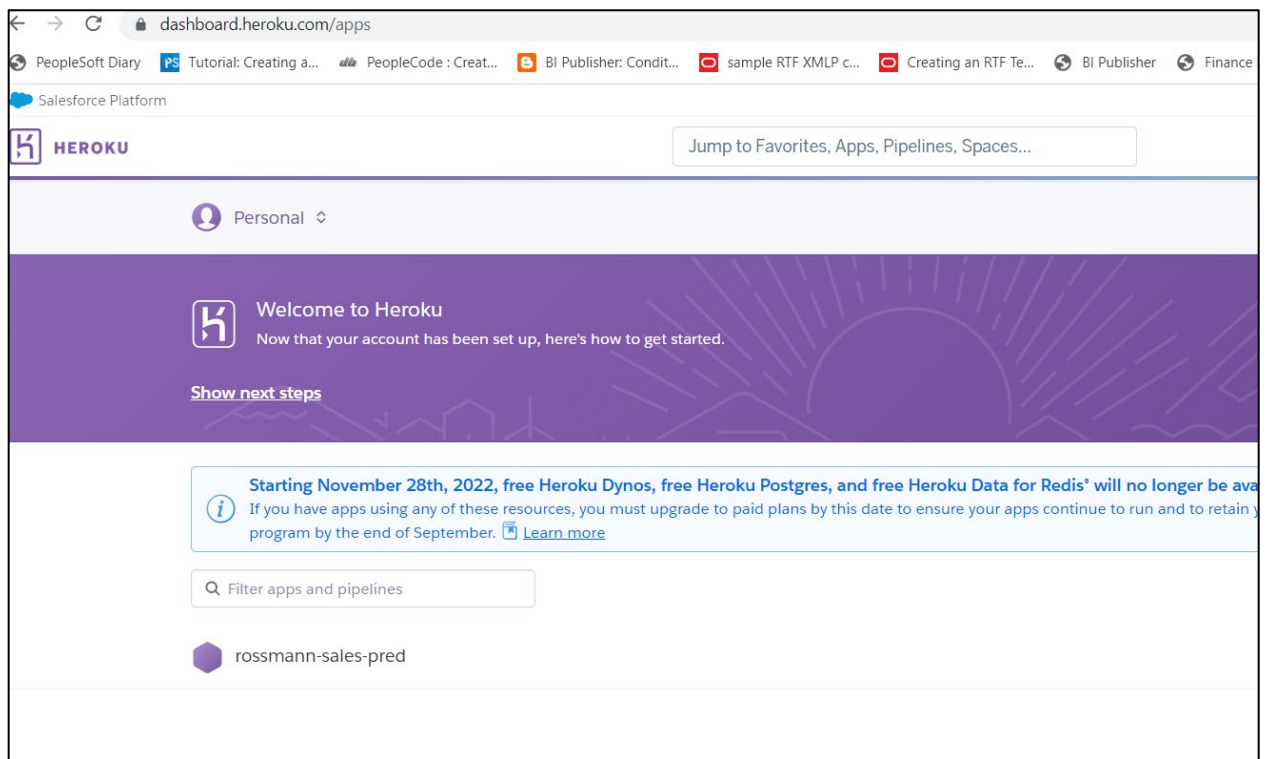 dashboard.heroku.com/apps
PeopleSoft Diary PS Tutorial: Creating a... PeopleCode : Creat... BI Publisher: Condit... sample RTF XMLP c... Creating an RTF Te... BI Publisher Finance
Salesforce Platform
HEROKU Jump to Favorites, Apps, Pipelines, Spaces...
Personal
Welcome to Heroku
Now that your account has been set up, here's how to get started.
Show next steps
Starting November 28th, 2022, free Heroku Dynos, free Heroku Postgres, and free Heroku Data for Redis® will no longer be ava
If you have apps using any of these resources, you must upgrade to paid plans by this date to ensure your apps continue to run and to retain y
program by the end of September. Learn more
Filter apps and pipelines
rossmann-sales-pred